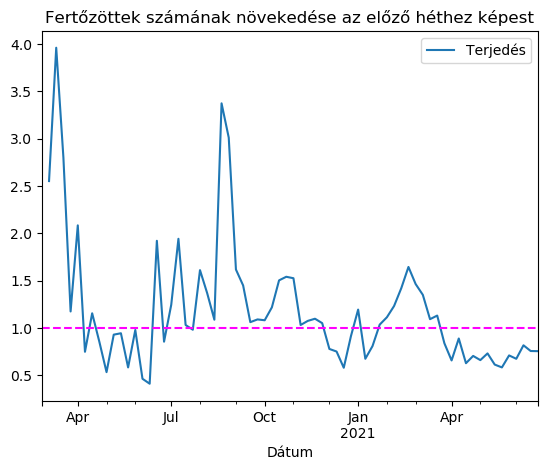 Fertőzöttek számának növekedése az előző héthez képest
Terjedés
4.0
3.5
3.0
2.5
2.0
1.5
1.0
0.5
Apr
Jul
Oct
Jan
2021
Apr
Dátum